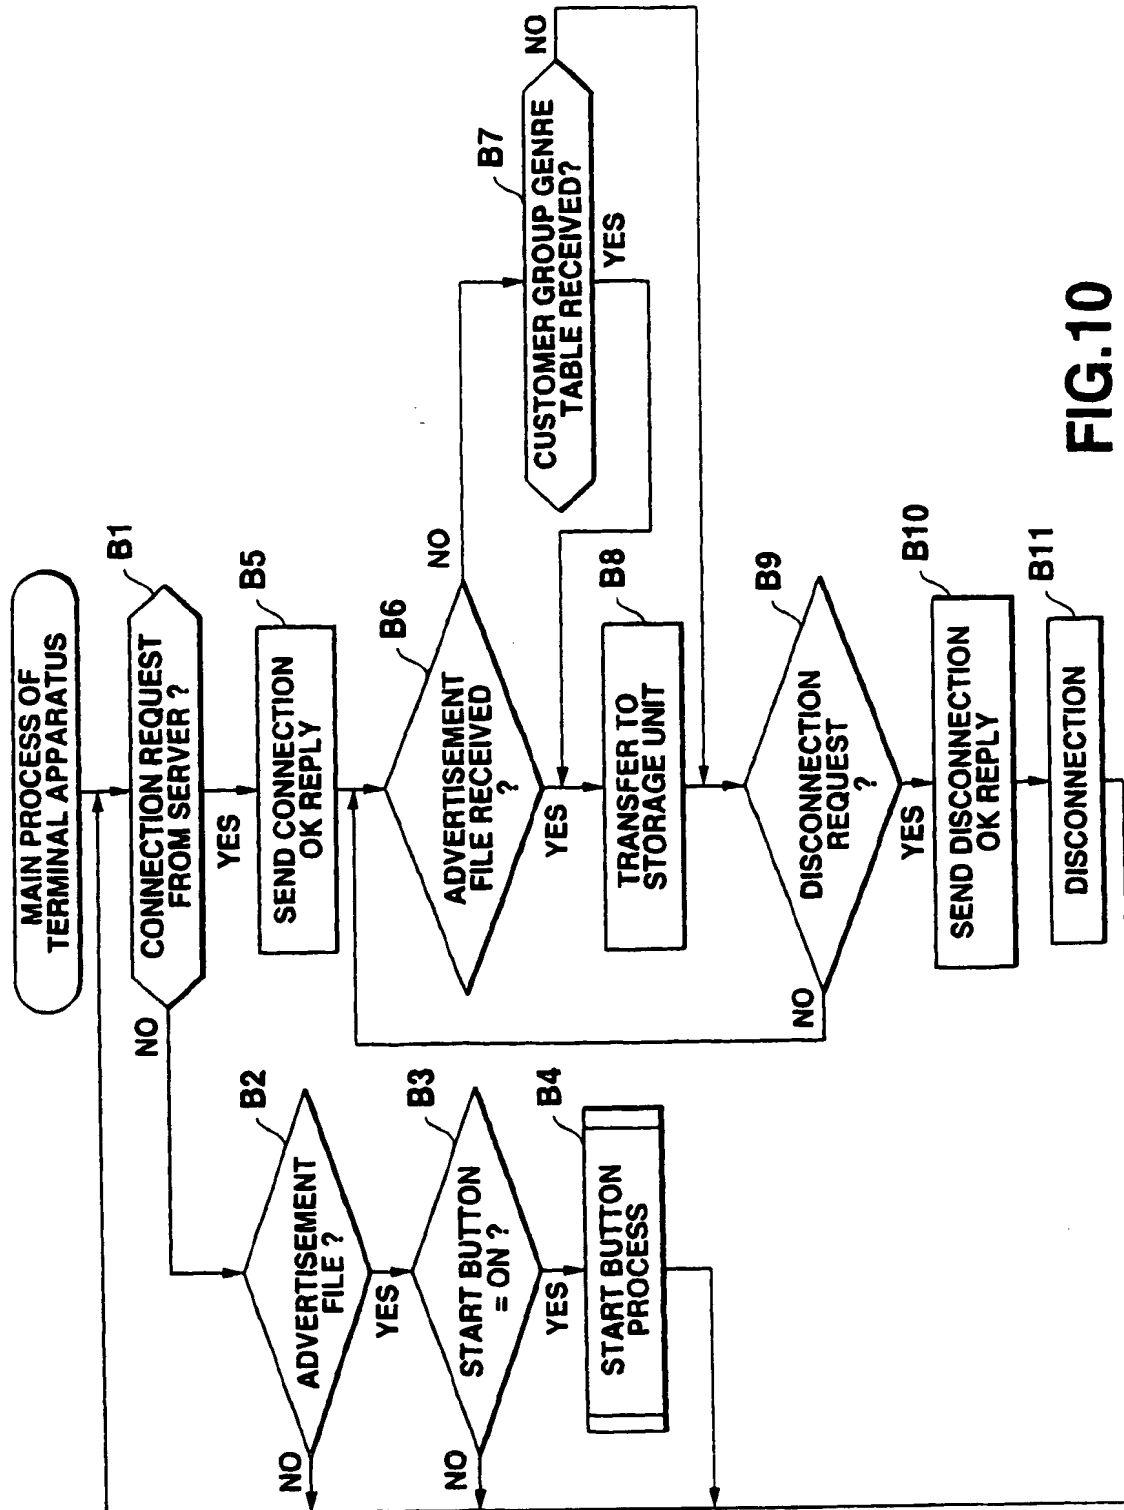 MAIN PROCESS OF
TERMINAL APPARATUS
B1
CONNECTION REQUEST
FROM SERVER ?
NO
YES
B2
ADVERTISEMENT
FILE ?
NO
YES
B3
START BUTTON
= ON ?
NO
YES
B4
START BUTTON
PROCESS
B5
SEND CONNECTION
OK REPLY
B6
ADVERTISEMENT
FILE RECEIVED
?
NO
YES
B7
CUSTOMER GROUP GENRE
TABLE RECEIVED?
NO
YES
B8
TRANSFER TO
STORAGE UNIT
B9
DISCONNECTION
REQUEST
?
NO
YES
B10
SEND DISCONNECTION
OK REPLY
B11
DISCONNECTION
FIG.10